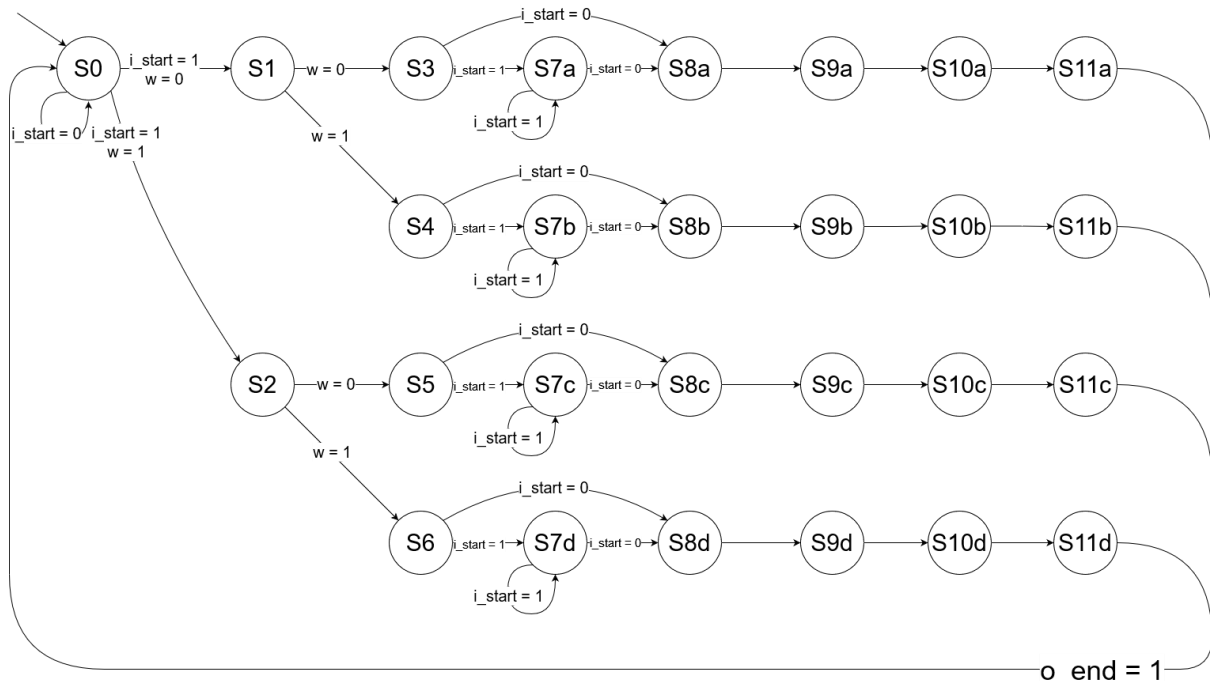 i_start = 0
S0
i_start = 1
w = 0
S1
w = 0
S3
i_start = 1
S7a
i_start = 0
S8a
S9a
S10a
S11a
i_start = 0
i_start = 1
w = 1
i_start = 1
w = 1
i_start = 0
S4
i_start = 1
S7b
i_start = 0
S8b
S9b
S10b
S11b
i_start = 1
i_start = 0
S2
w = 0
S5
i_start = 1
S7c
i_start = 0
S8c
S9c
S10c
S11c
i_start = 1
w = 1
i_start = 0
S6
i_start = 1
S7d
i_start = 0
S8d
S9d
S10d
S11d
i_start = 1
o end = 1